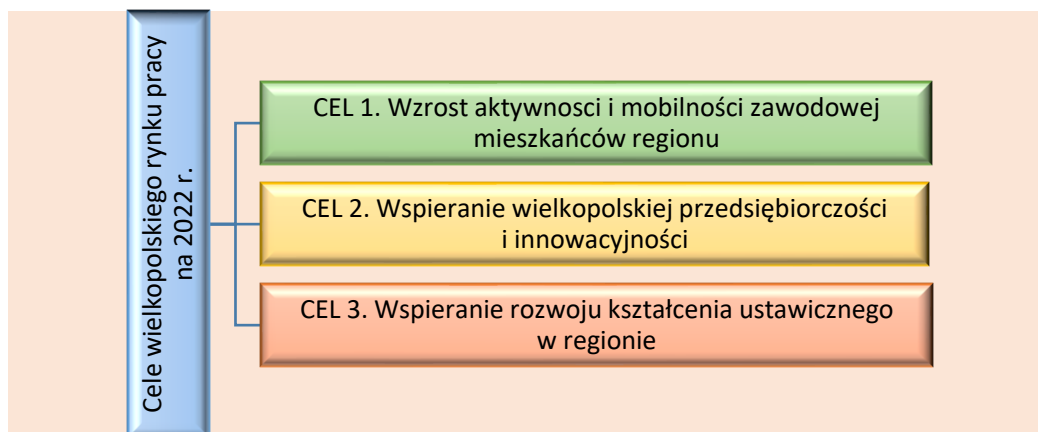 Cele wielkopolskiego rynku pracy
na 2022 r.
CEL 1. Wzrost aktywnosci i mobilności zawodowej
mieszkańców regionu
CEL 2. Wspieranie wielkopolskiej przedsiębiorczości
i innowacyjności
CEL 3. Wspieranie rozwoju kształcenia ustawicznego
w regionie